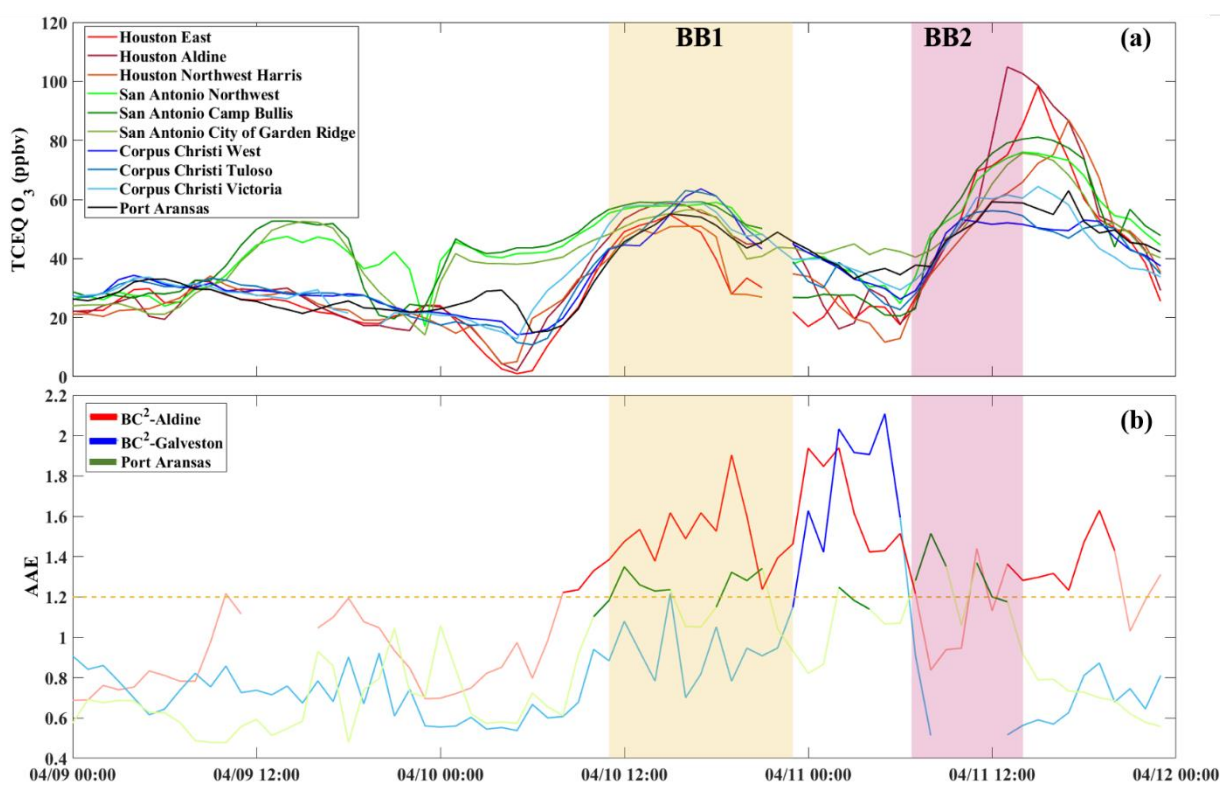 120
100
80
60
40
20
0
TCEEQ O3 (ppbv)
Houston East
Houston Aldine
Houston Northwest Harris
San Antonio Northwest
San Antonio Camp Bullis
San Antonio City of Garden Ridge
Corpus Christi West
Corpus Christi Tuloso
Corpus Christi Victoria
Port Aransas
BB1
BB2
(a)
2.2
2
1.8
1.6
1.4
1.2
1
0.8
0.6
0.4
AAE
BC2-Aldine
BC2-Galveston
Port Aransas
(b)
04/09 00:00
04/09 12:00
04/10 00:00
04/10 12:00
04/11 00:00
04/11 12:00
04/12 00:00